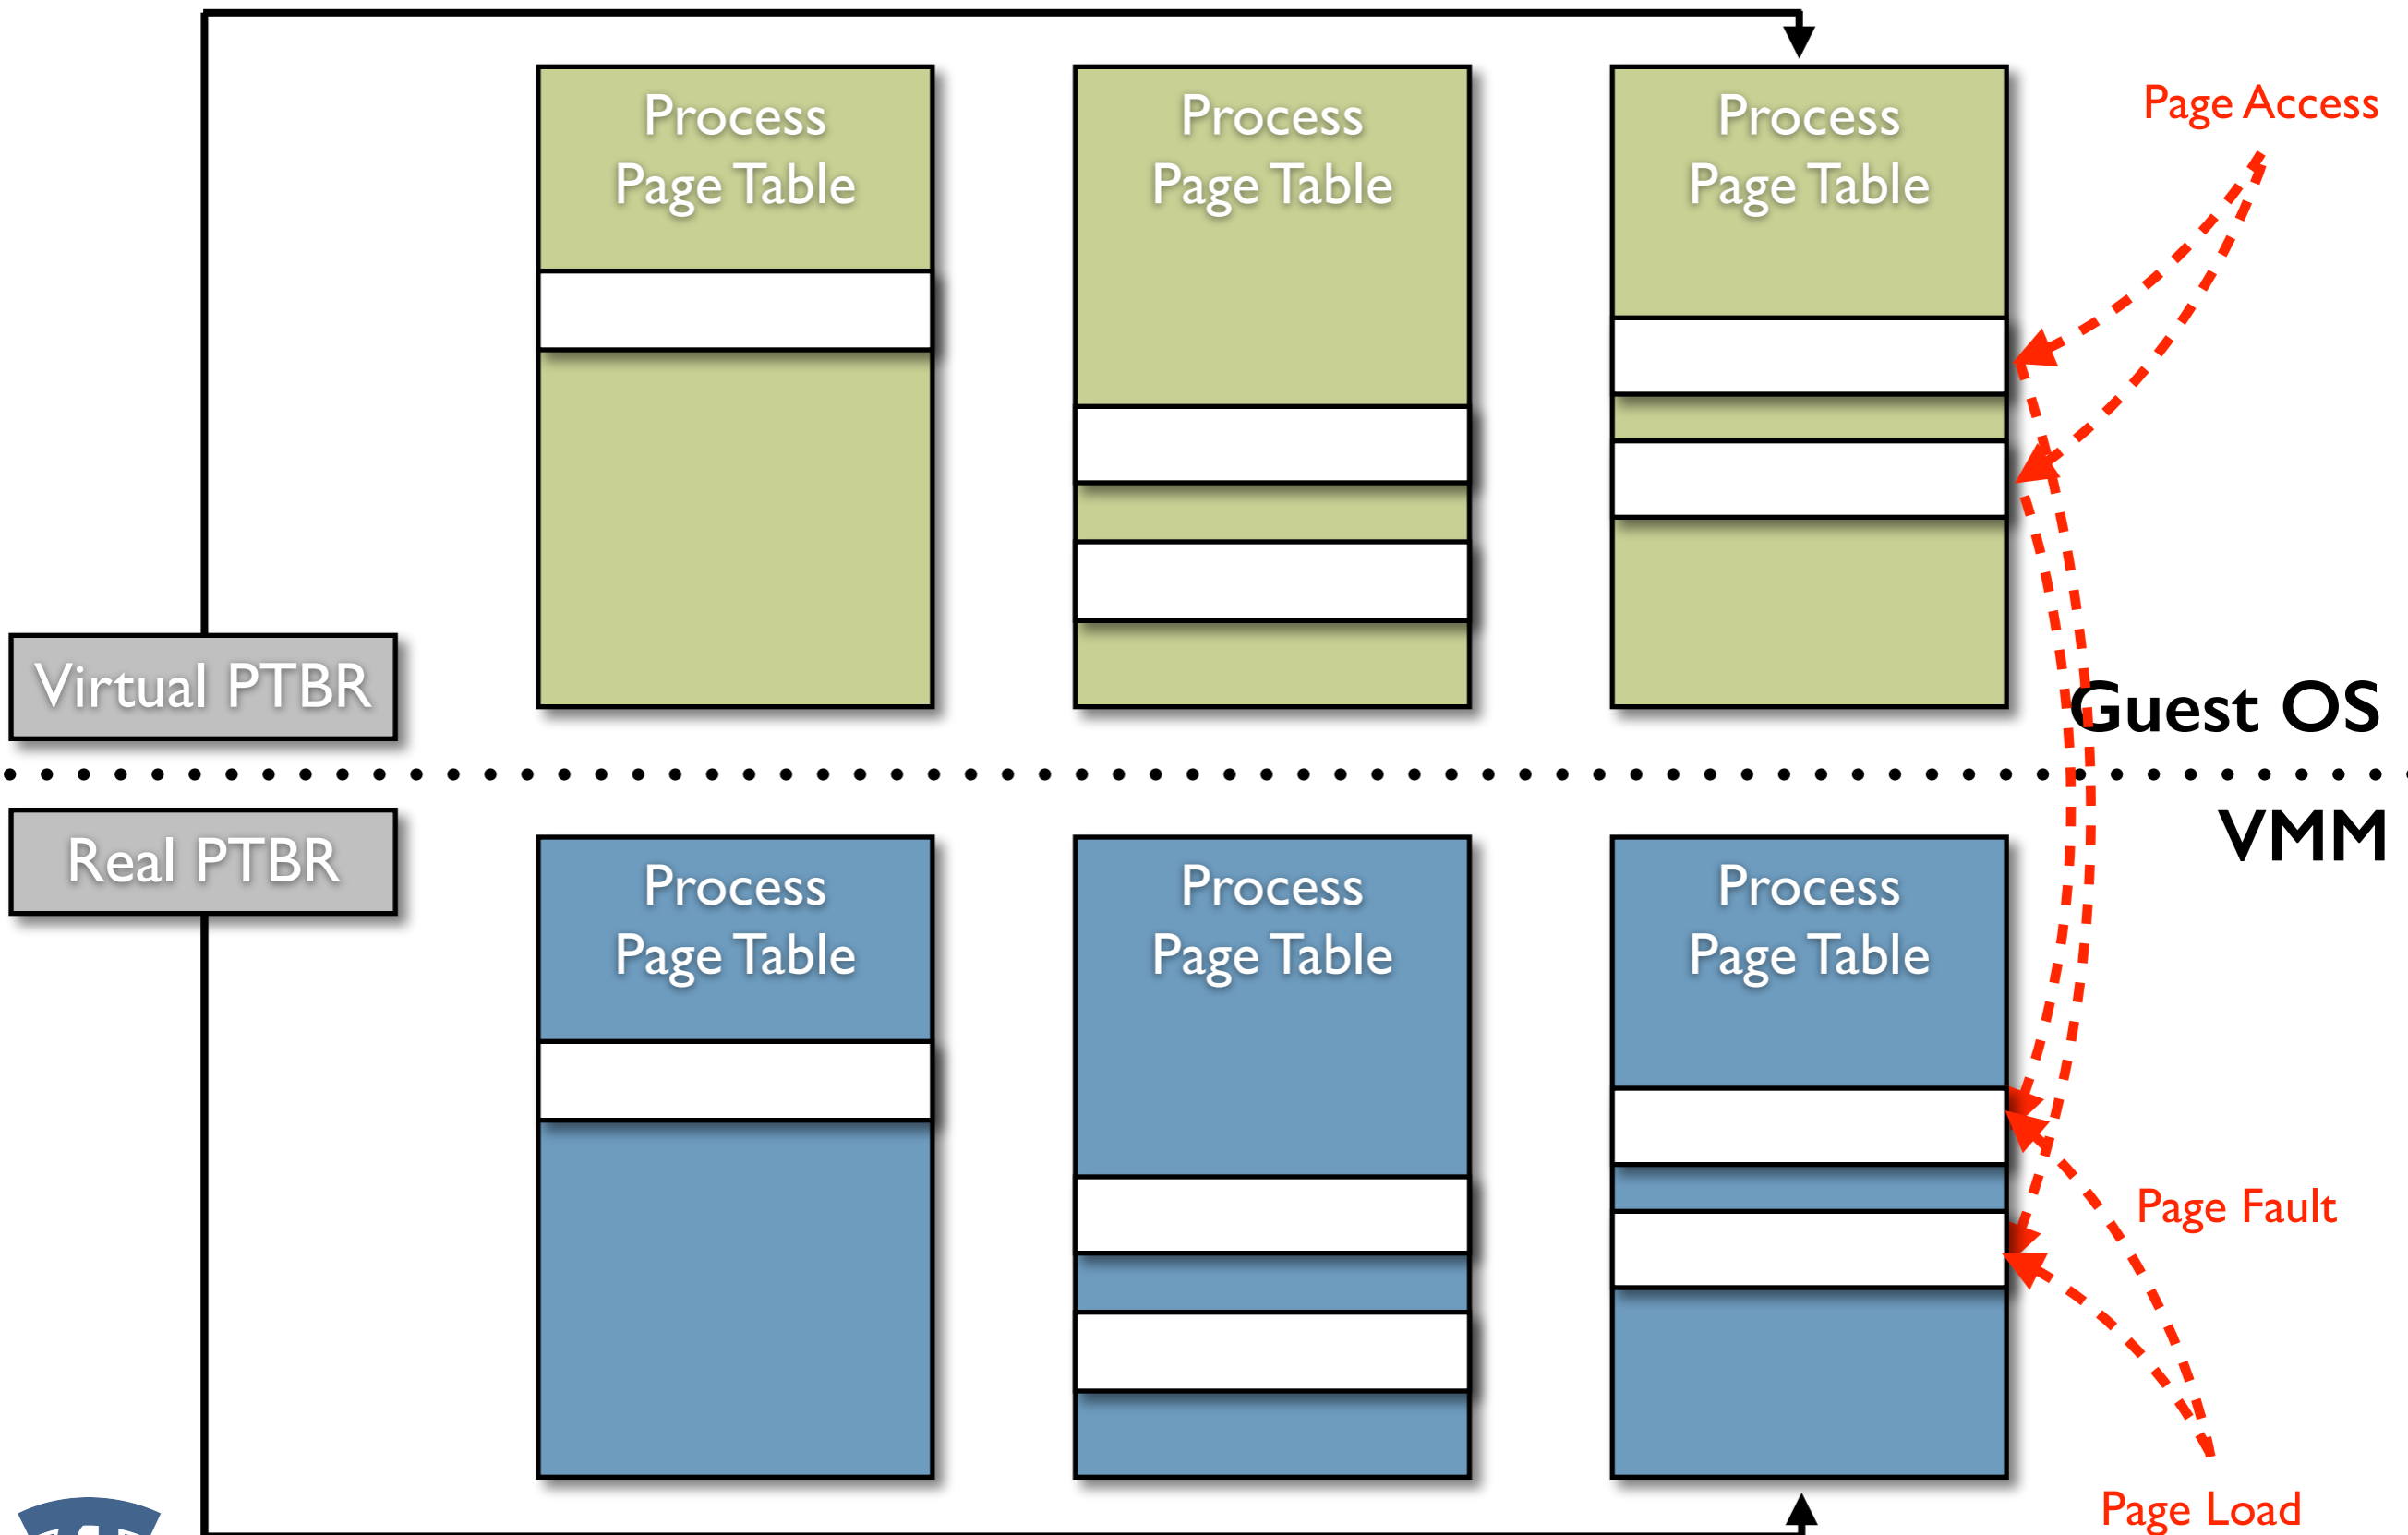 Process
Page Table
Process
Page Table
Process
Page Table
Page Access
Virtual PTBR
Guest OS
Real PTBR
VMM
Process
Page Table
Process
Page Table
Process
Page Table
Page Fault
Page Load